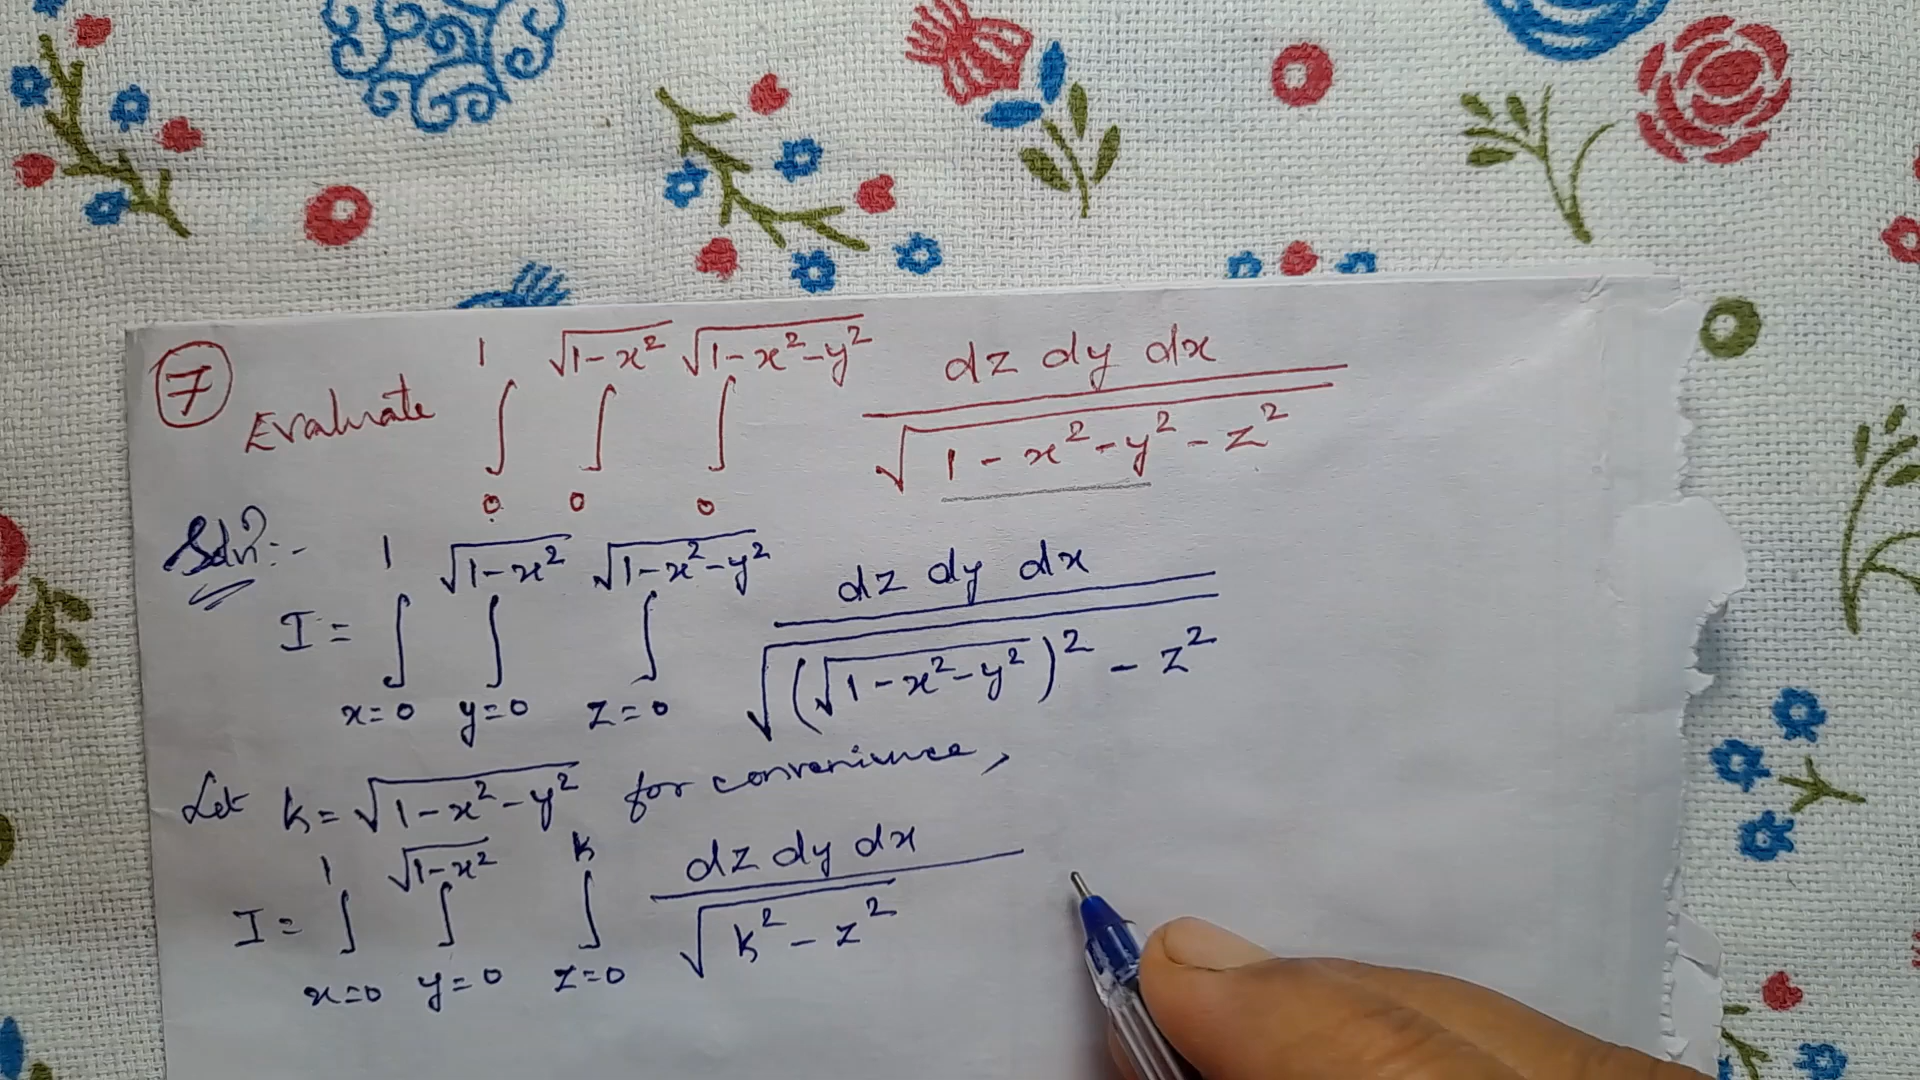 ⑦ Evaluate ∫₀¹ ∫₀^√(1-x²) ∫₀^√(1-x²-y²) dz dy dx / √(1-x²-y²-z²)
Soln:-
I = ∫_{x=0}^{1} ∫_{y=0}^{√(1-x²)} ∫_{z=0}^{√(1-x²-y²)} dz dy dx / √((√(1-x²-y²))² - z²)
Let k = √(1-x²-y²) for convenience,
I = ∫_{x=0}^{1} ∫_{y=0}^{√(1-x²)} ∫_{z=0}^{k} dz dy dx / √(k² - z²)